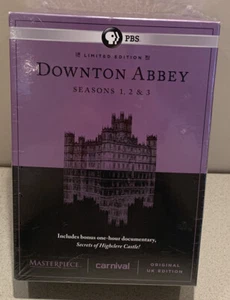 PBS
LIMITED EDITION
DOWNTON ABBEY
SEASONS 1, 2 & 3
Includes bonus one-hour documentary,
Secrets of Highclere Castle!
MASTERPIECE
carnival
ORIGINAL
UK EDITION